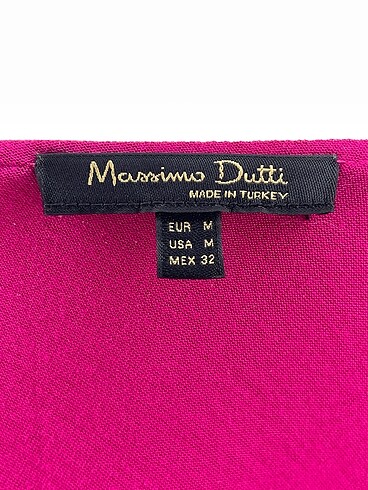 Massimo Dutti
MADE IN TURKEY
EUR M
USA M
MEX 32